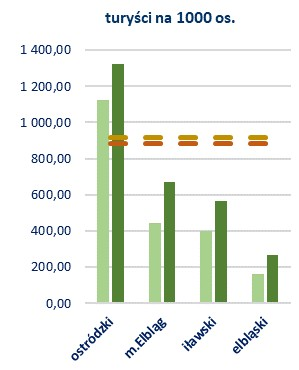 turyści na 1000 os.
1 400,00
1 200,00
1 000,00
800,00
600,00
400,00
200,00
0,00
ostródzki
m.Elbląg
iławski
elbląski